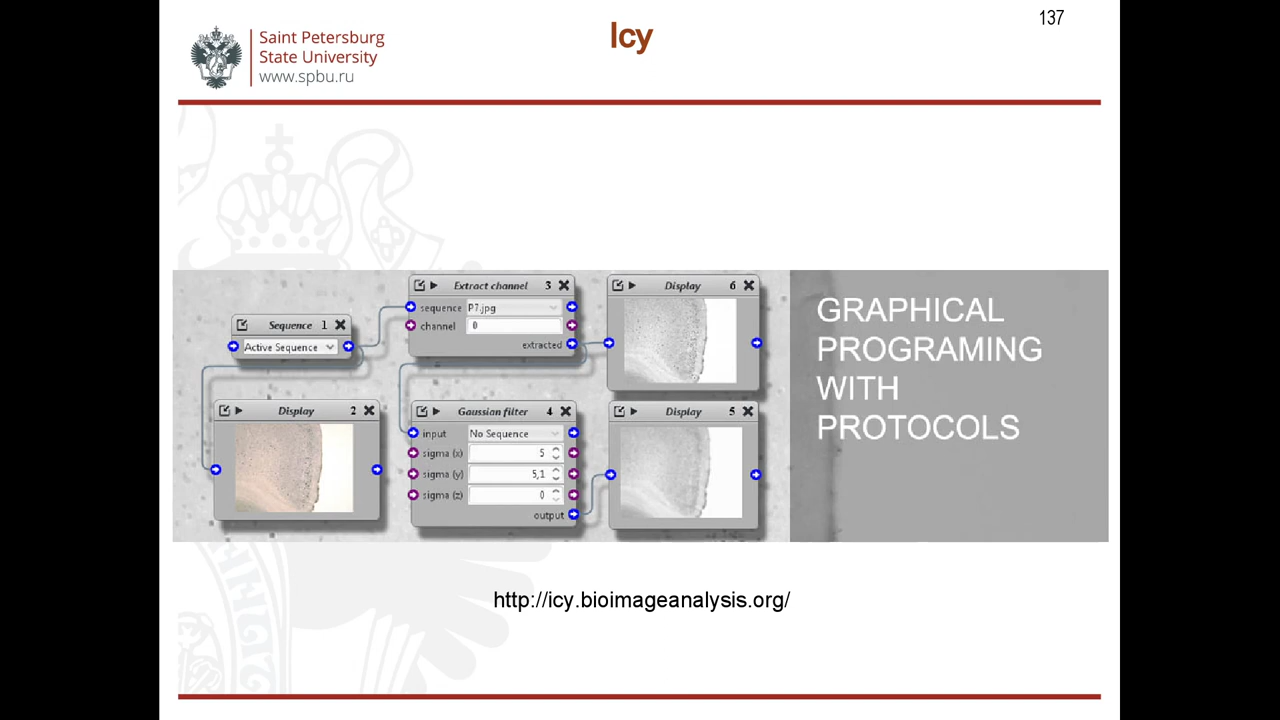 137
Saint Petersburg
State University
www.spbu.ru
Icy
Sequence 1
Active Sequence
Display 2
Extract channel 3
sequence P7.jpg
channel 0
extracted
Gaussian filter 4
input No Sequence
sigma (x) 5
sigma (y) 5,1
sigma (z) 0
output
Display 6
Display 5
GRAPHICAL
PROGRAMING
WITH
PROTOCOLS
http://icy.bioimageanalysis.org/